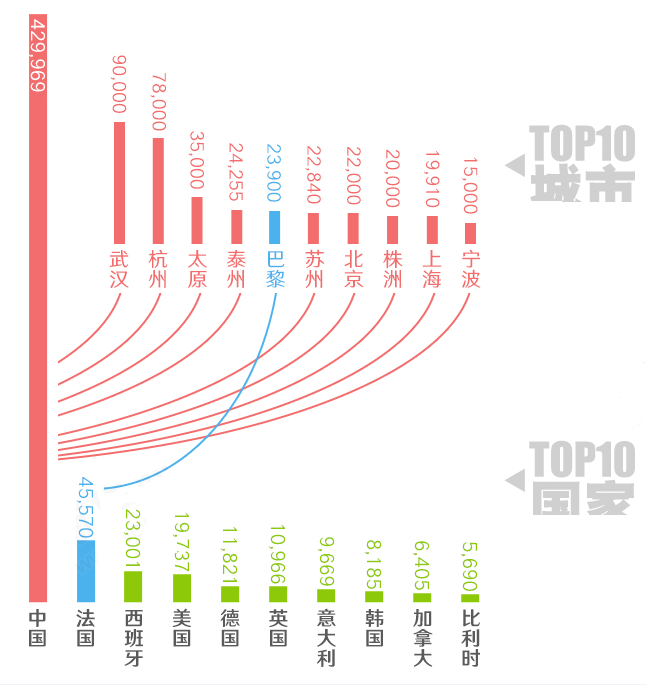 429,969
90,000
78,000
35,000
24,255
23,900
22,840
22,000
20,000
19,910
15,000
TOP10
城市
武汉
杭州
太原
泰州
巴黎
苏州
北京
株洲
上海
宁波
TOP10
国家
45,570
23,001
19,737
11,821
10,966
9,669
8,185
6,405
5,690
中国
法国
西班牙
美国
德国
英国
意大利
韩国
加拿大
比利时